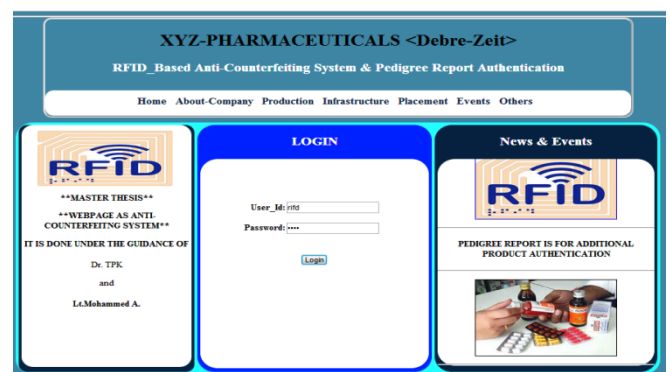 XYZ-PHARMACEUTICALS <Debre-Zeit>
RFID_Based Anti-Counterfeiting System & Pedigree Report Authentication
Home About-Company Production Infrastructure Placement Events Others
RFID
**MASTER THESIS**
**WEBPAGE AS ANTI-
COUNTERFEITNG SYSTEM**
IT IS DONE UNDER THE GUIDANCE OF
Dr. TPK
and
Lt.Mohammed A.
LOGIN
User_Id: rifd
Password: ••••
Login
News & Events
RFID
PEDIGREE REPORT IS FOR ADDITIONAL
PRODUCT AUTHENTICATION